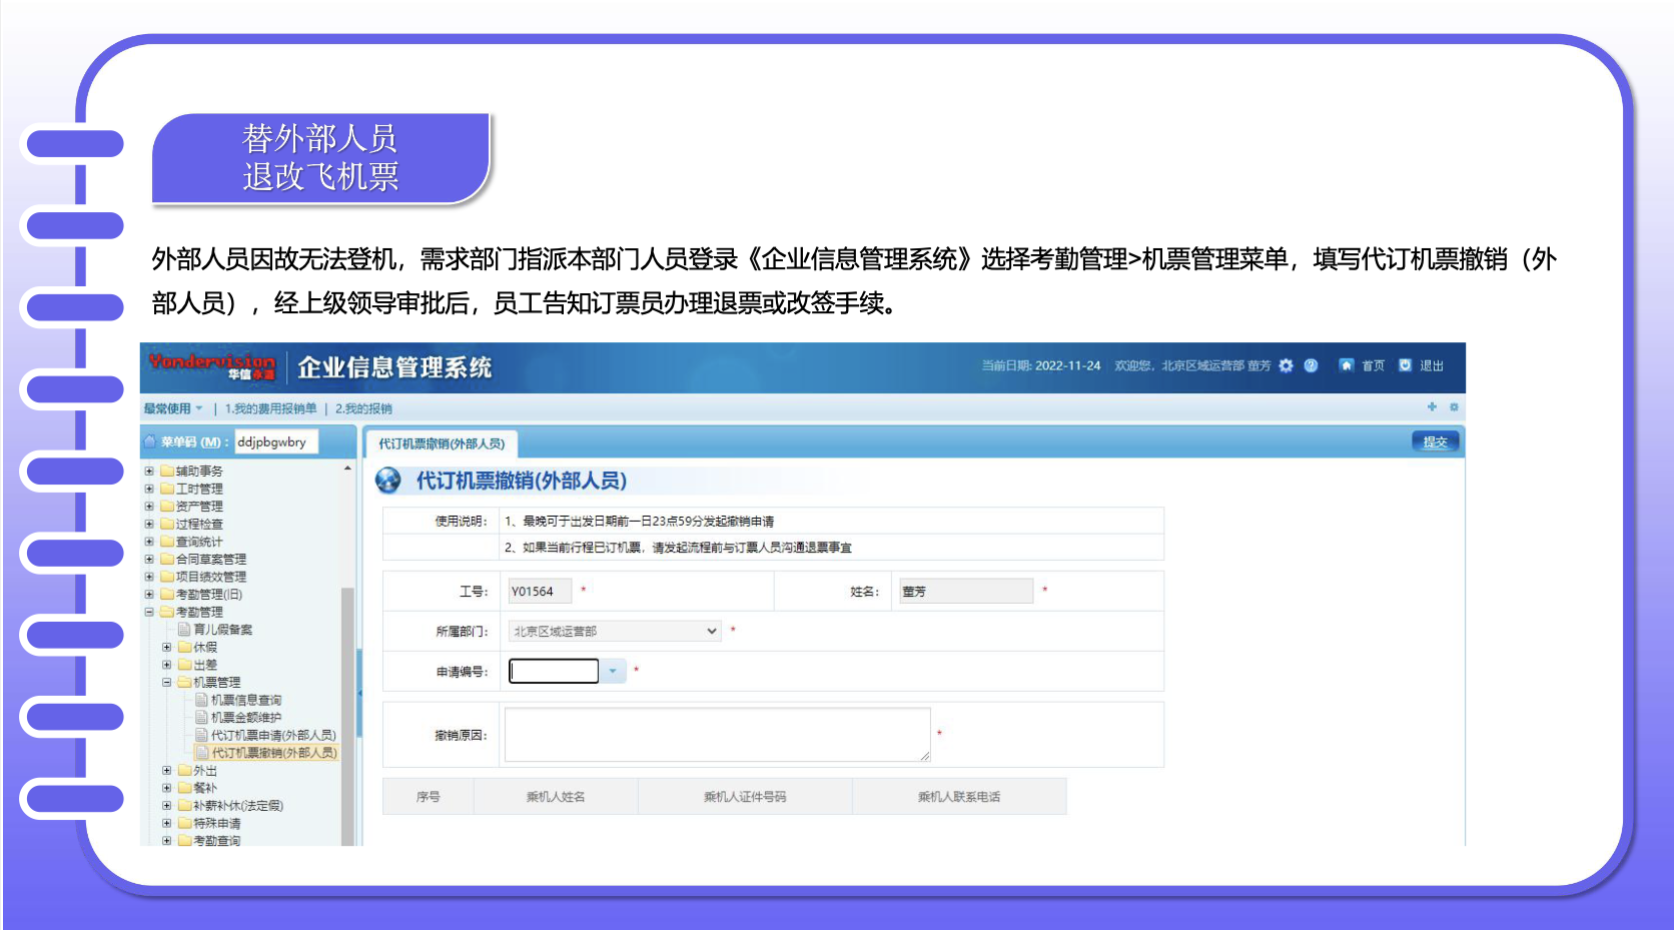 替外部人员
退改飞机票
外部人员因故无法登机，需求部门指派本部门人员登录《企业信息管理系统》选择考勤管理>机票管理菜单，填写代订机票撤销（外
部人员），经上级领导审批后，员工告知订票员办理退票或改签手续。
Yondervision 华信永道 企业信息管理系统 当前日期: 2022-11-24 欢迎您，北京区域运营部 董芳 首页 退出
最常使用 | 1.我的费用报销单 | 2.我的报销
菜单码 (M)： ddjpbgwbry
代订机票撤销(外部人员) 提交
辅助事务
工时管理
资产管理
过程检查
查询统计
合同草案管理
项目绩效管理
考勤管理(旧)
考勤管理
育儿假备案
休假
出差
机票管理
机票信息查询
机票金额维护
代订机票申请(外部人员)
代订机票撤销(外部人员)
外出
餐补
补薪补休(法定假)
特殊申请
考勤查询
代订机票撤销(外部人员)
使用说明： 1、最晚可于出发日期前一日23点59分发起撤销申请
2、如果当前行程已订机票，请发起流程前与订票人员沟通退票事宜
工号： Y01564 * 姓名： 董芳 *
所属部门： 北京区域运营部 *
申请编号： *
撤销原因： *
序号 乘机人姓名 乘机人证件号码 乘机人联系电话